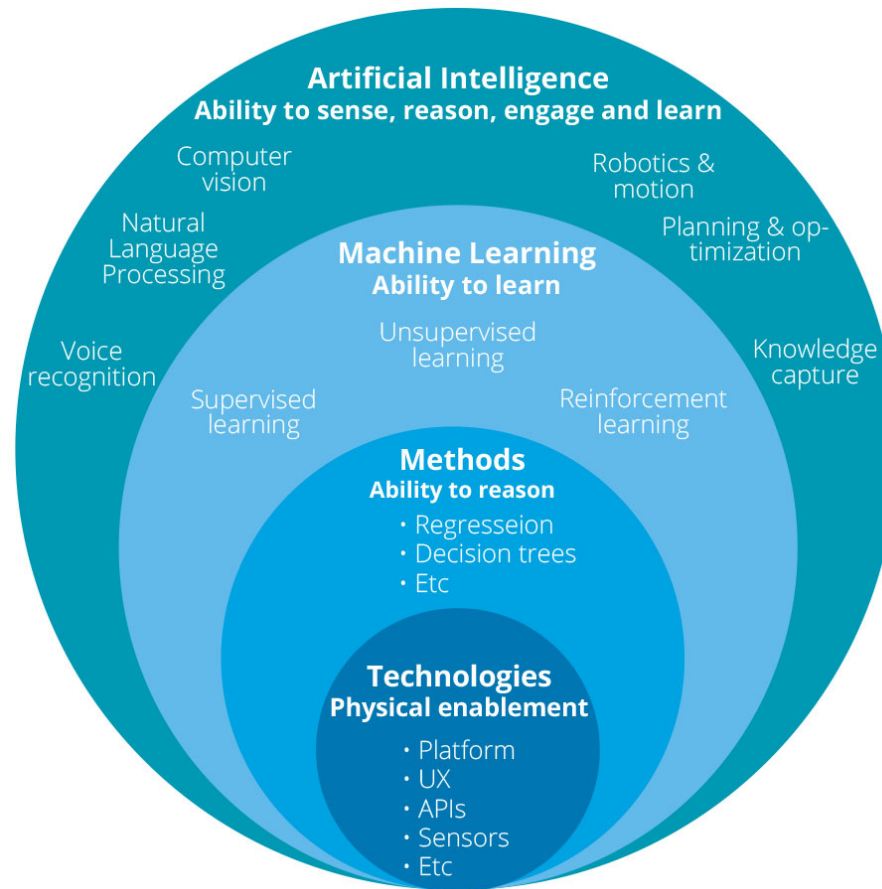 Artificial Intelligence
Ability to sense, reason, engage and learn
Computer
vision
Natural
Language
Processing
Voice
recognition
Robotics &
motion
Planning & op-
timization
Knowledge
capture
Machine Learning
Ability to learn
Supervised
learning
Unsupervised
learning
Reinforcement
learning
Methods
Ability to reason
· Regresseion
· Decision trees
· Etc
Technologies
Physical enablement
· Platform
· UX
· APIs
· Sensors
· Etc